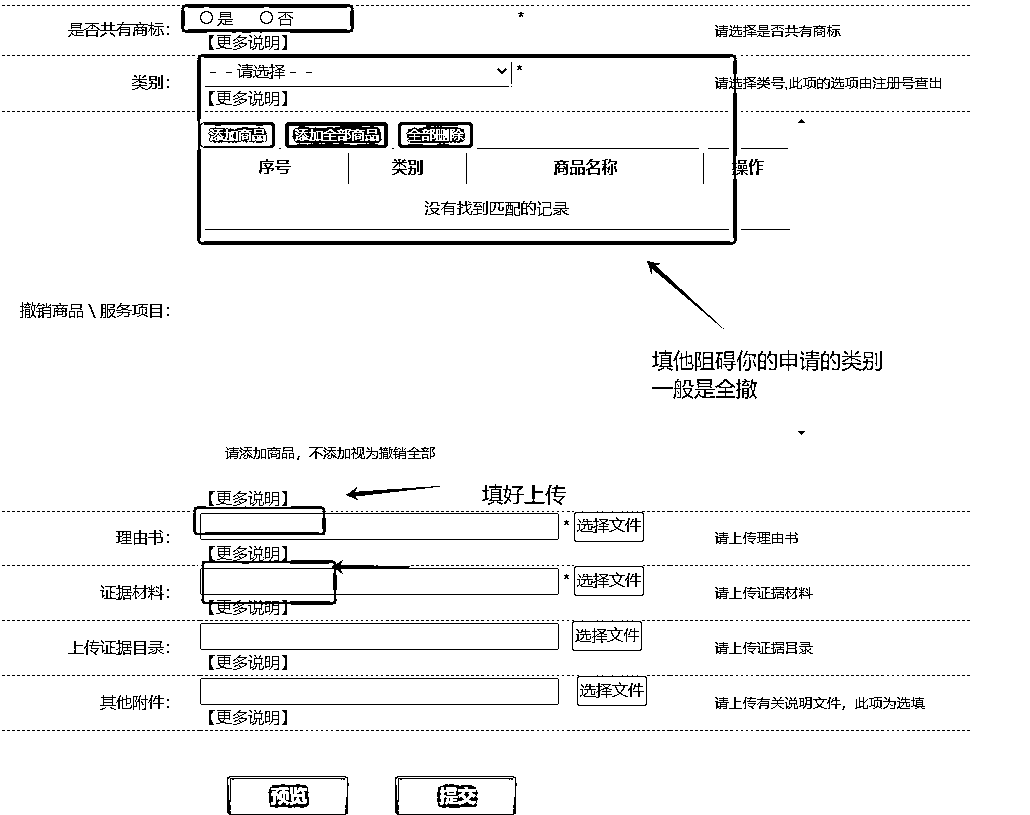 是否共有商标：
○是 ○否
*
请选择是否共有商标
【更多说明】
类别：
- - 请选择 - -
*
请选择类号,此项的选项由注册号查出
【更多说明】
添加商品 添加全部商品 全部删除
序号 类别 商品名称 操作
没有找到匹配的记录
撤销商品\服务项目：
填他阻碍你的申请的类别
一般是全撤
请添加商品，不添加视为撤销全部
【更多说明】
填好上传
理由书：
* 选择文件
请上传理由书
【更多说明】
证据材料：
* 选择文件
请上传证据材料
【更多说明】
上传证据目录：
选择文件
请上传证据目录
【更多说明】
其他附件：
选择文件
请上传有关说明文件，此项为选填
【更多说明】
预览 提交